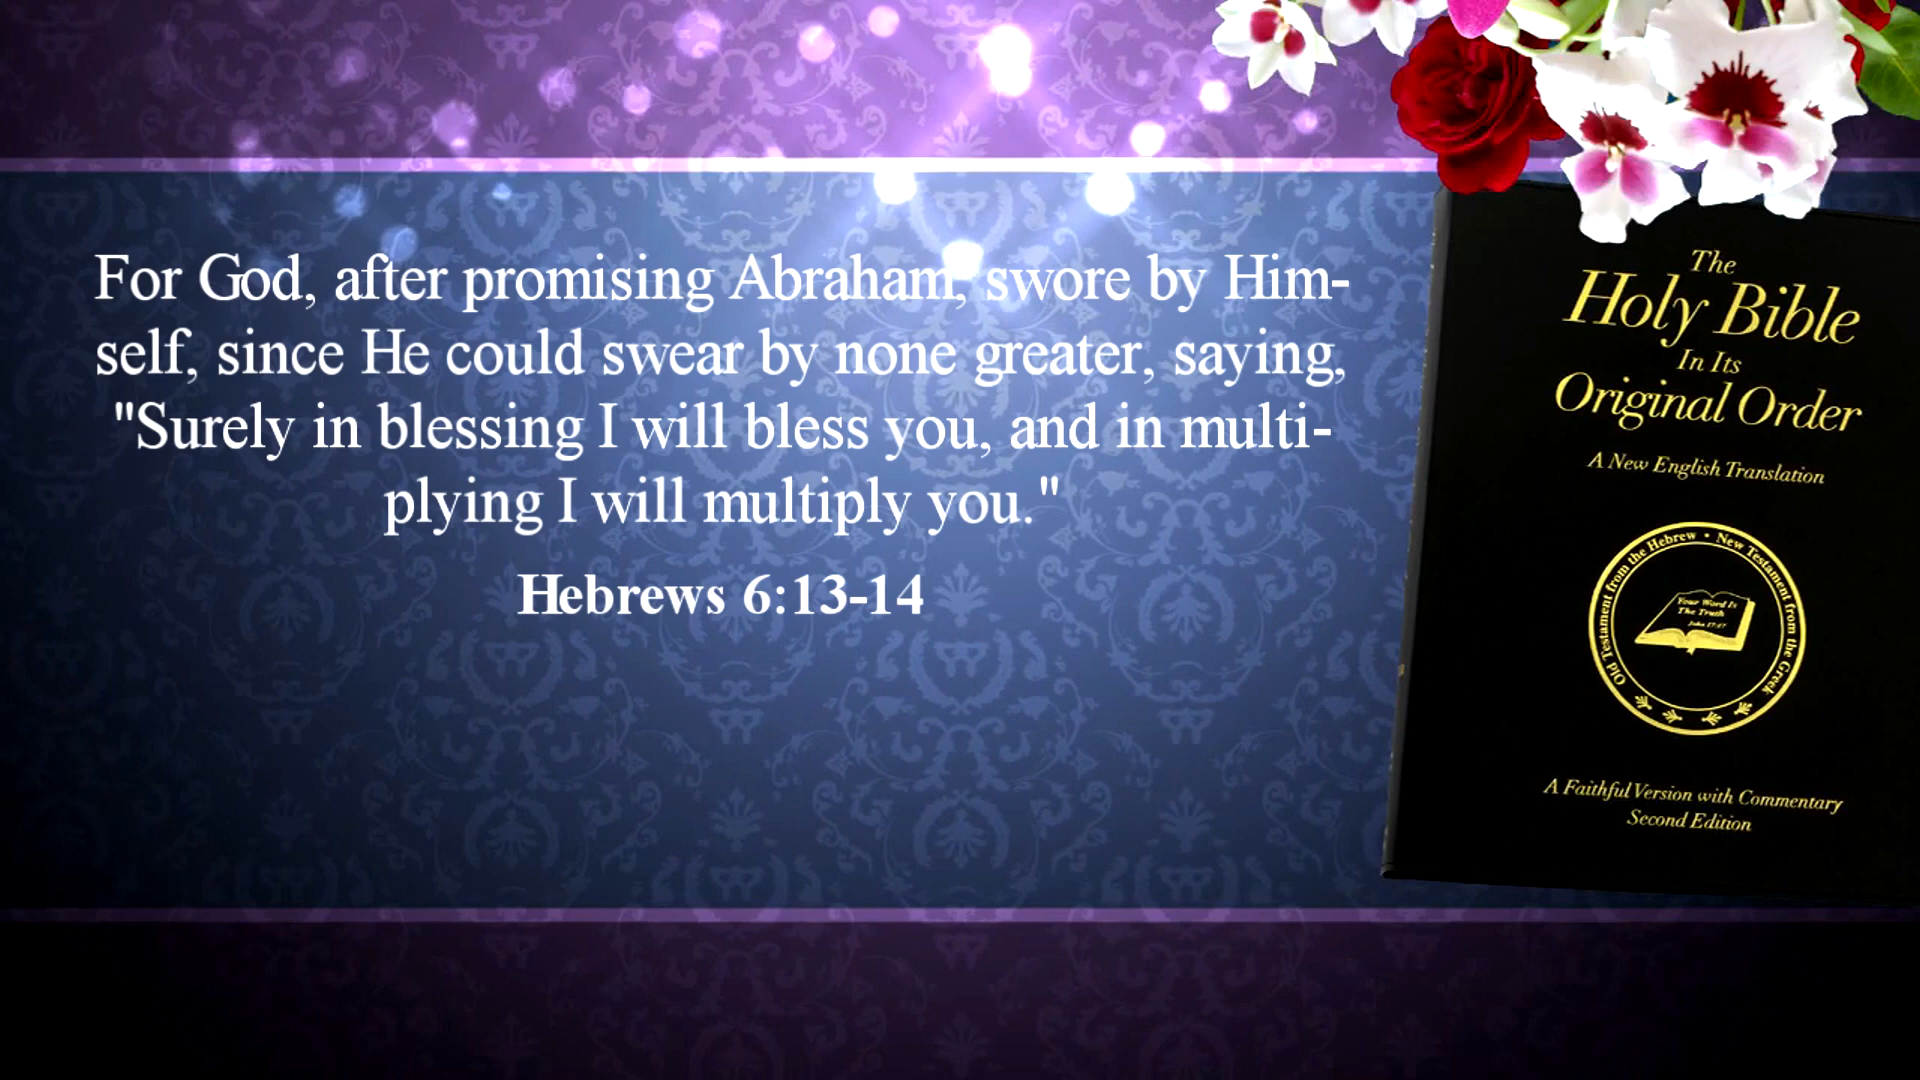 For God, after promising Abraham, swore by Him-
self, since He could swear by none greater, saying,
"Surely in blessing I will bless you, and in multi-
plying I will multiply you."
Hebrews 6:13-14
The
Holy Bible
In Its
Original Order
A New English Translation
Old Testament from the Hebrew • New Testament from the Greek
Your Word Is
The Truth
John 17:17
A Faithful Version with Commentary
Second Edition